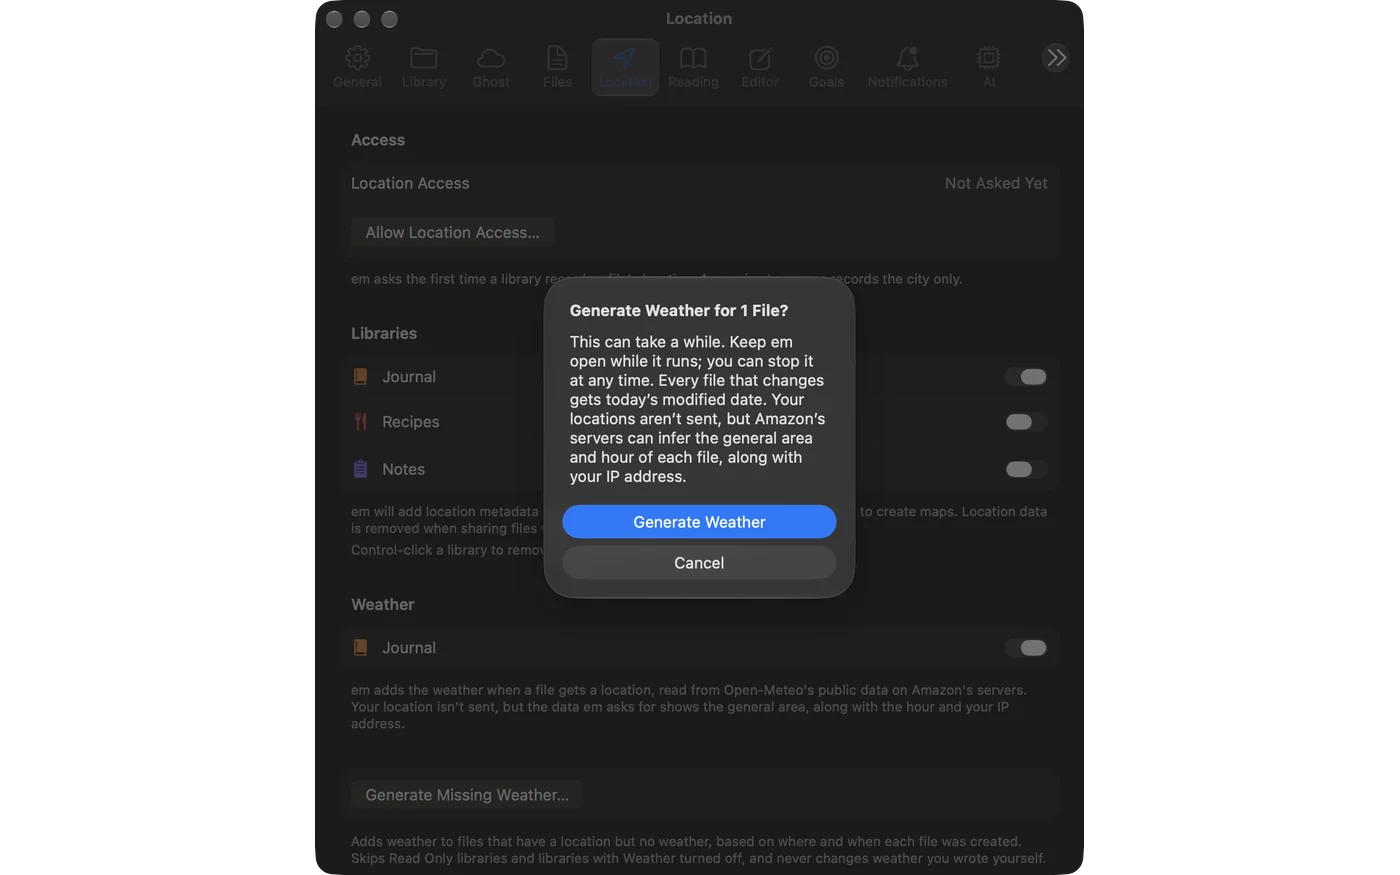 Location
General Library Ghost Files Location Reading Editor Goals Notifications AI
Access
Location Access Not Asked Yet
Allow Location Access...
em asks the first time a library records the city only.
Libraries
Journal
Recipes
Notes
em will add location metadata to create maps. Location data
is removed when sharing files
Control-click a library to
Generate Weather for 1 File?
This can take a while. Keep em
open while it runs; you can stop it
at any time. Every file that changes
gets today's modified date. Your
locations aren't sent, but Amazon's
servers can infer the general area
and hour of each file, along with
your IP address.
Generate Weather
Cancel
Weather
Journal
em adds the weather when a file gets a location, read from Open-Meteo's public data on Amazon's servers.
Your location isn't sent, but the data em asks for shows the general area, along with the hour and your IP
address.
Generate Missing Weather...
Adds weather to files that have a location but no weather, based on where and when each file was created.
Skips Read Only libraries and libraries with Weather turned off, and never changes weather you wrote yourself.